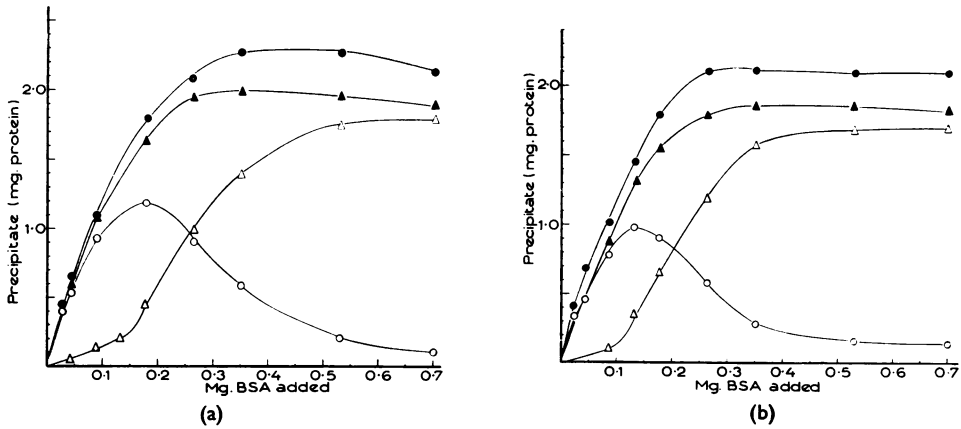 Precipitate (mg. protein)
2·0
1·0
0·1 0·2 0·3 0·4 0·5 0·6 0·7
Mg. BSA added
(a)
Precipitate (mg. protein)
2·0
1·0
0·1 0·2 0·3 0·4 0·5 0·6 0·7
Mg. BSA added
(b)